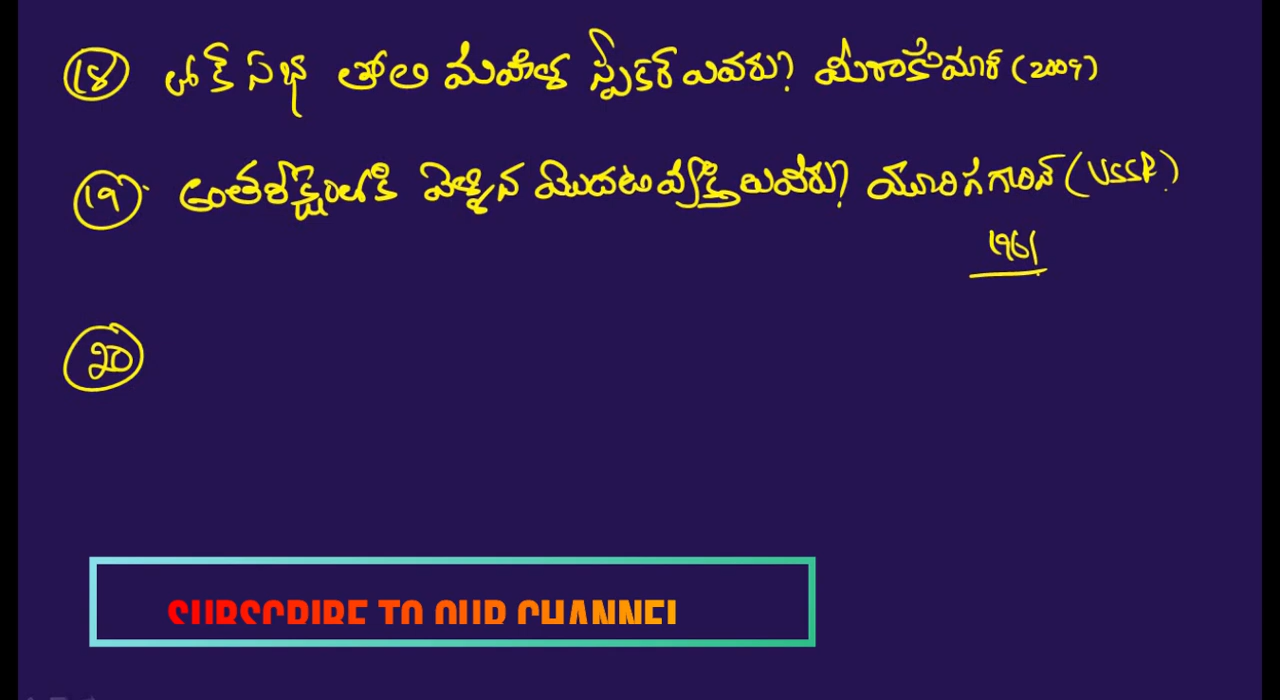 18 లోక్ సభ తొలి మహిళ స్పీకర్ ఎవరు? మీరాకుమార్ (2009)
19. అంతరిక్షంలోకి వెళ్ళిన మొదట వ్యక్తి ఎవరు? యూరి గగారిన్ (USSR)
1961
20
SUBSCRIBE TO OUR CHANNEL